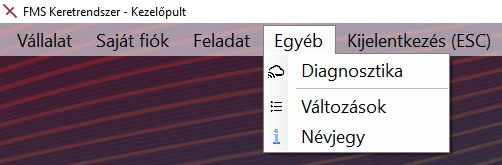 FMS Keretrendszer - Kezelőpult
Vállalat Saját fiók Feladat Egyéb Kijelentkezés (ESC)
Diagnosztika
Változások
Névjegy